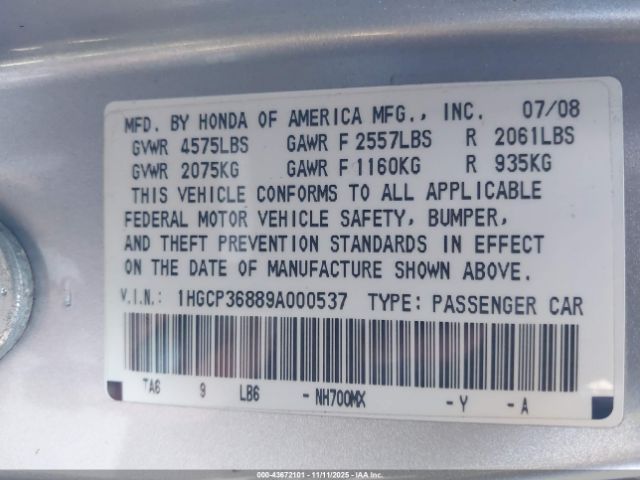 MFD. BY HONDA OF AMERICA MFG., INC. 07/08
GVWR 4575LBS GAWR F 2557LBS R 2061LBS
GVWR 2075KG GAWR F 1160KG R 935KG
THIS VEHICLE CONFORMS TO ALL APPLICABLE
FEDERAL MOTOR VEHICLE SAFETY, BUMPER,
AND THEFT PREVENTION STANDARDS IN EFFECT
ON THE DATE OF MANUFACTURE SHOWN ABOVE.
V.I.N.: 1HGCP36889A000537 TYPE: PASSENGER CAR
TA6 9 LB6 - NH700MX - Y - A
000-43672101 - 11/11/2025 - IAAI.COM